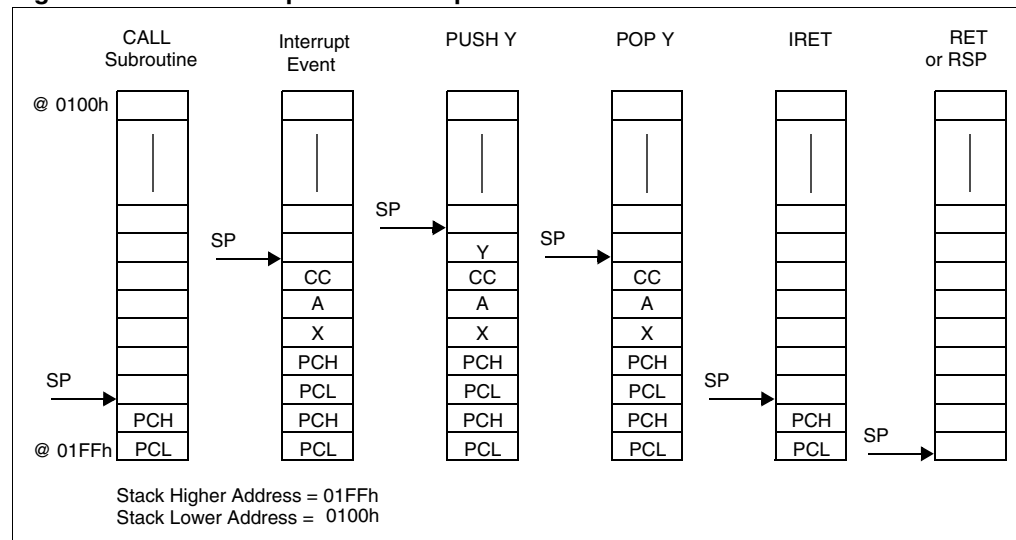 CALL
Subroutine
Interrupt
Event
PUSH Y
POP Y
IRET
RET
or RSP
@ 0100h
SP
SP
SP
Y
CC
CC
CC
A
A
A
X
X
X
PCH
PCH
PCH
SP
PCL
PCL
PCL
SP
PCH
PCH
PCH
PCH
PCH
SP
@ 01FFh
PCL
PCL
PCL
PCL
PCL
Stack Higher Address = 01FFh
Stack Lower Address = 0100h